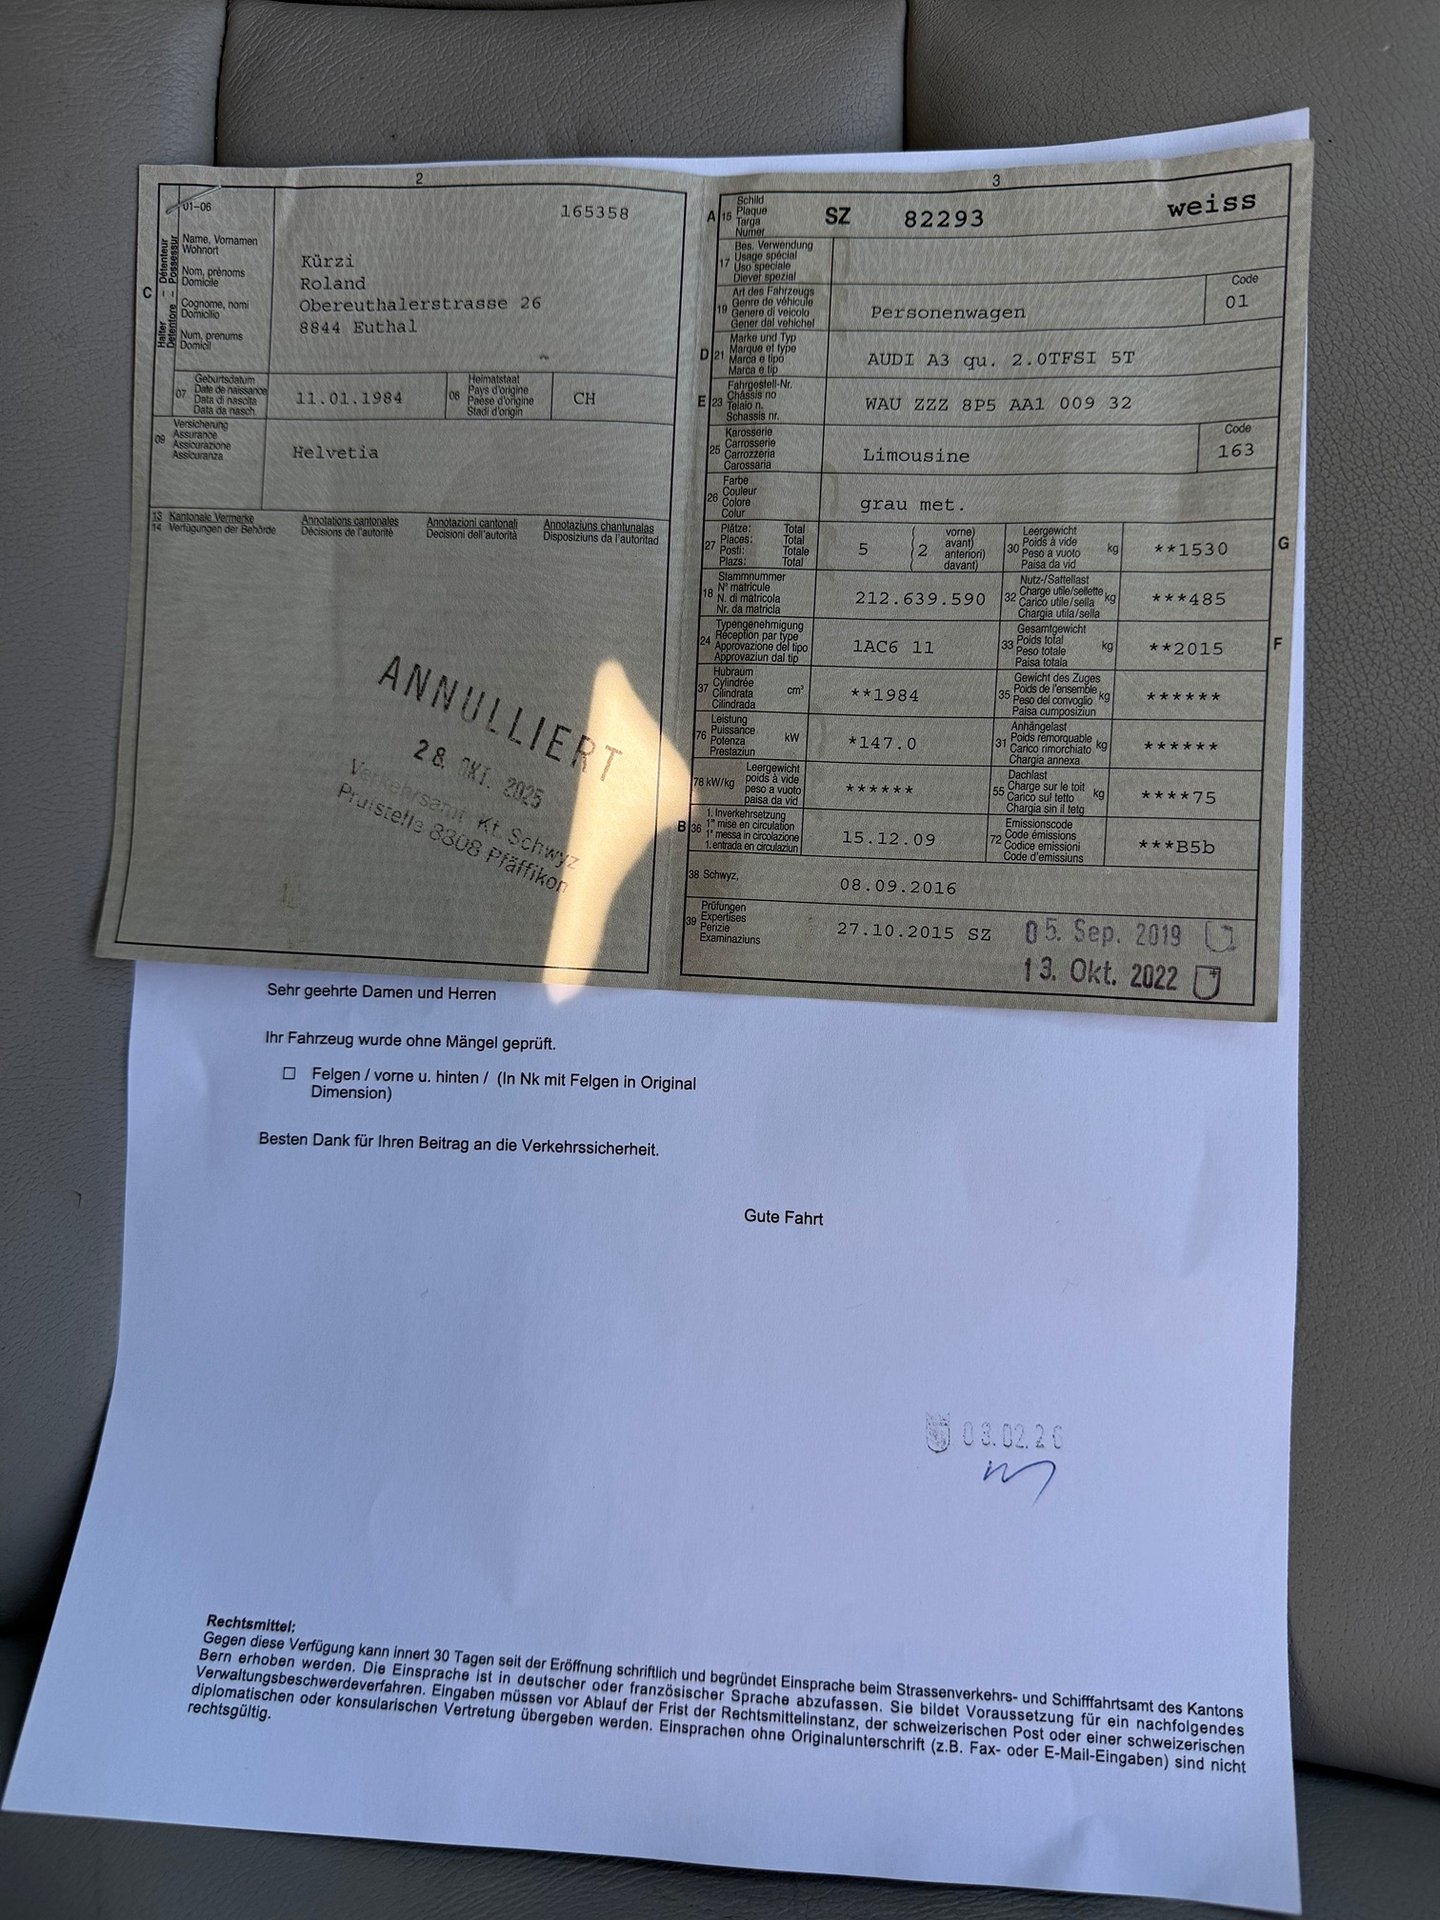 2
01-06
165358
C
Halter – Détenteur
Detentore – Possessur
Name, Vornamen
Wohnort
Nom, prénoms
Domicile
Cognome, nomi
Domicilio
Num, prenums
Domicil
Kürzi
Roland
Obereuthalerstrasse 26
8844 Euthal
07
Geburtsdatum
Date de naissance
Data di nascita
Data da nasch.
11.01.1984
08
Heimatstaat
Pays d'origine
Paese d'origine
Stadi d'origin
CH
09
Versicherung
Assurance
Assicurazione
Assicuranza
Helvetia
13 Kantonale Vermerke Annotations cantonales Annotazioni cantonali Annotaziuns chantunalas
14 Verfügungen der Behörde Décisions de l'autorité Decisioni dell'autorità Disposiziuns da l'autoritad
ANNULLIERT
28. OKT. 2025
Verkehrsamt Kt. Schwyz
Prüfstelle 8808 Pfäffikon
3
A 15
Schild
Plaque
Targa
Numer
SZ 82293 weiss
17
Bes. Verwendung
Usage spécial
Uso speciale
Diever spezial
19
Art des Fahrzeugs
Genre de véhicule
Genere di veicolo
Gener dal vehichel
Personenwagen
Code
01
D 21
Marke und Typ
Marque et type
Marca e tipo
Marca e tip
AUDI A3 qu. 2.0TFSI 5T
E 23
Fahrgestell-Nr.
Châssis no
Telaio n.
Schassis nr.
WAU ZZZ 8P5 AA1 009 32
25
Karosserie
Carrosserie
Carrozzeria
Carossaria
Limousine
Code
163
26
Farbe
Couleur
Colore
Colur
grau met.
27
Plätze: Total
Places: Total
Posti: Totale
Plazs: Total
5 (2
vorne)
avant)
anteriori)
davant)
30
Leergewicht
Poids à vide
Peso a vuoto
Paisa da vid
kg
**1530
G
18
Stammnummer
N° matricule
N. di matricola
Nr. da matricla
212.639.590
32
Nutz-/Sattellast
Charge utile/sellette
Carico utile/sella
Chargia utila/sella
kg
***485
24
Typengenehmigung
Réception par type
Approvazione del tipo
Approvaziun dal tip
1AC6 11
33
Gesamtgewicht
Poids total
Peso totale
Paisa totala
kg
**2015
F
37
Hubraum
Cylindrée
Cilindrata
Cilindrada
cm³
**1984
35
Gewicht des Zuges
Poids de l'ensemble
Peso del convoglio
Paisa cumposiziun
kg
******
76
Leistung
Puissance
Potenza
Prestaziun
kW
*147.0
31
Anhängelast
Poids remorquable
Carico rimorchiato
Chargia annexa
kg
******
78 kW/kg
Leergewicht
poids à vide
peso a vuoto
paisa da vid
******
55
Dachlast
Charge sur le toit
Carico sul tetto
Chargia sin il tetg
kg
****75
B 36
1. Inverkehrsetzung
1re mise en circulation
1a messa in circolazione
1. entrada en circulaziun
15.12.09
72
Emissionscode
Code émissions
Codice emissioni
Code d'emissiuns
***B5b
38 Schwyz,
08.09.2016
39
Prüfungen
Expertises
Perizie
Examinaziuns
27.10.2015 SZ
05. Sep. 2019
13. Okt. 2022
Sehr geehrte Damen und Herren
Ihr Fahrzeug wurde ohne Mängel geprüft.
☐ Felgen / vorne u. hinten / (In Nk mit Felgen in Original
Dimension)
Besten Dank für Ihren Beitrag an die Verkehrssicherheit.
Gute Fahrt
03.02.26
Rechtsmittel:
Gegen diese Verfügung kann innert 30 Tagen seit der Eröffnung schriftlich und begründet Einsprache beim Strassenverkehrs- und Schifffahrtsamt des Kantons
Bern erhoben werden. Die Einsprache ist in deutscher oder französischer Sprache abzufassen. Sie bildet Voraussetzung für ein nachfolgendes
Verwaltungsbeschwerdeverfahren. Eingaben müssen vor Ablauf der Frist der Rechtsmittelinstanz, der schweizerischen Post oder einer schweizerischen
diplomatischen oder konsularischen Vertretung übergeben werden. Einsprachen ohne Originalunterschrift (z.B. Fax- oder E-Mail-Eingaben) sind nicht
rechtsgültig.